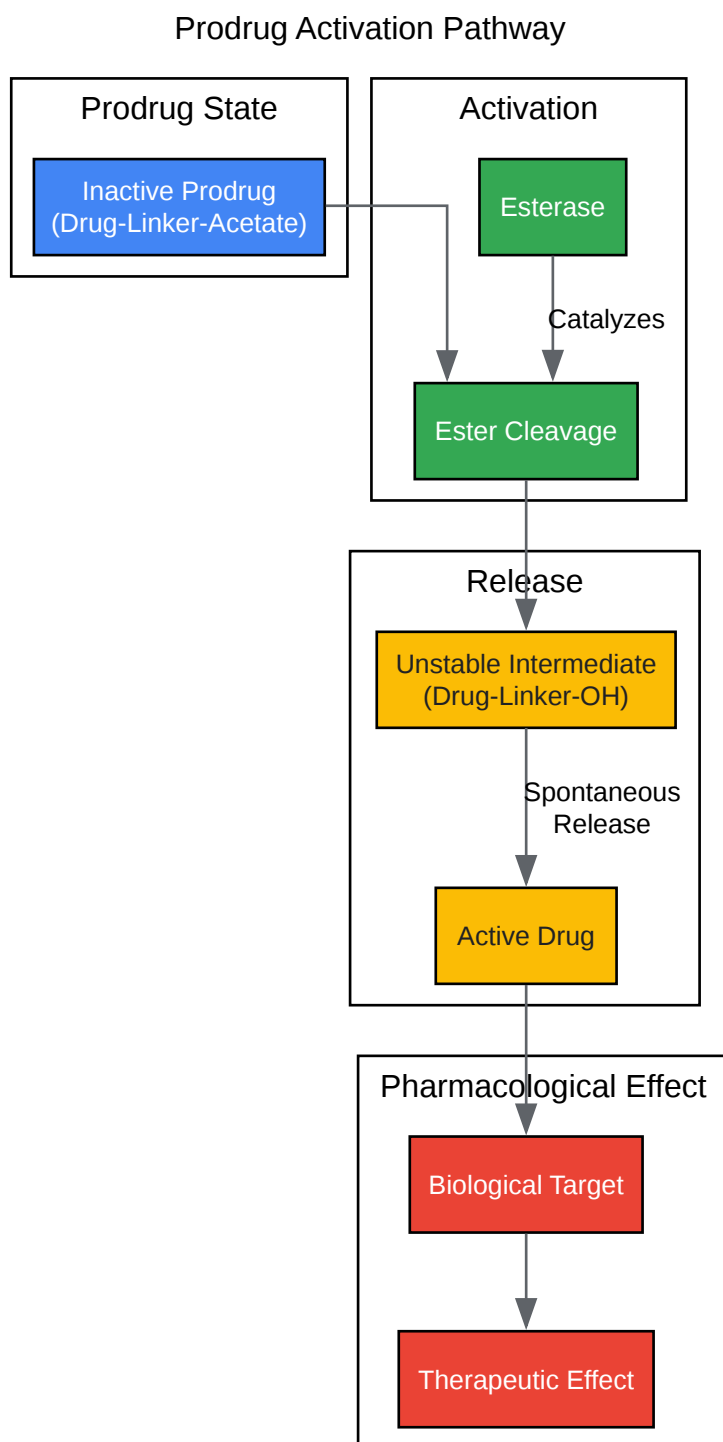 Prodrug Activation Pathway
Prodrug State
Inactive Prodrug
(Drug-Linker-Acetate)
Activation
Esterase
Catalyzes
Ester Cleavage
Release
Unstable Intermediate
(Drug-Linker-OH)
Spontaneous
Release
Active Drug
Pharmacological Effect
Biological Target
Therapeutic Effect